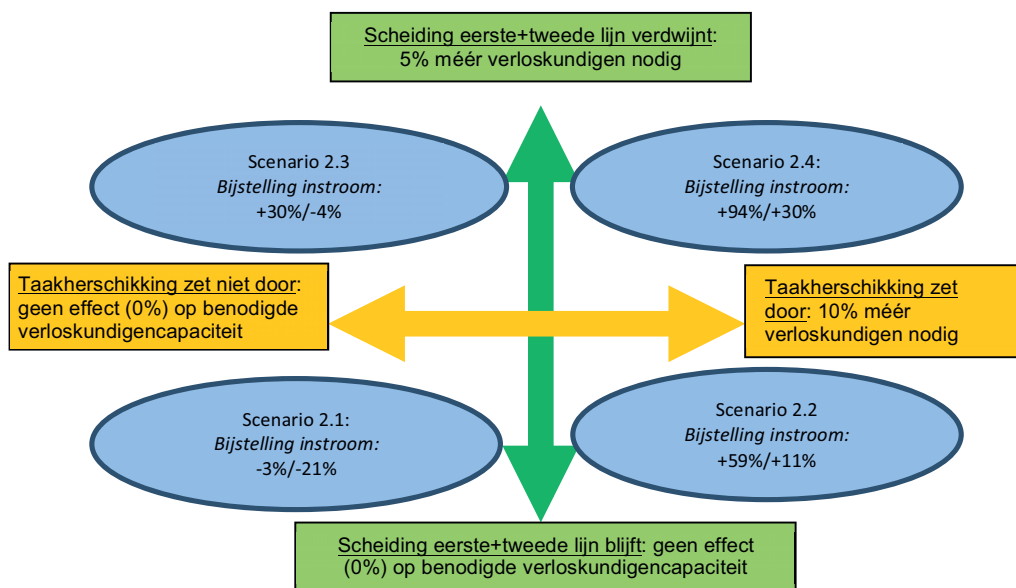 Scheiding eerste+tweede lijn verdwijnt:
5% méér verloskundigen nodig
Scenario 2.3
Bijstelling instroom:
+30%/-4%
Scenario 2.4:
Bijstelling instroom:
+94%/+30%
Taakherschikking zet niet door:
geen effect (0%) op benodigde
verloskundigencapaciteit
Taakherschikking zet
door: 10% méér
verloskundigen nodig
Scenario 2.1:
Bijstelling instroom:
-3%/-21%
Scenario 2.2
Bijstelling instroom:
+59%/+11%
Scheiding eerste+tweede lijn blijft: geen effect
(0%) op benodigde verloskundigencapaciteit